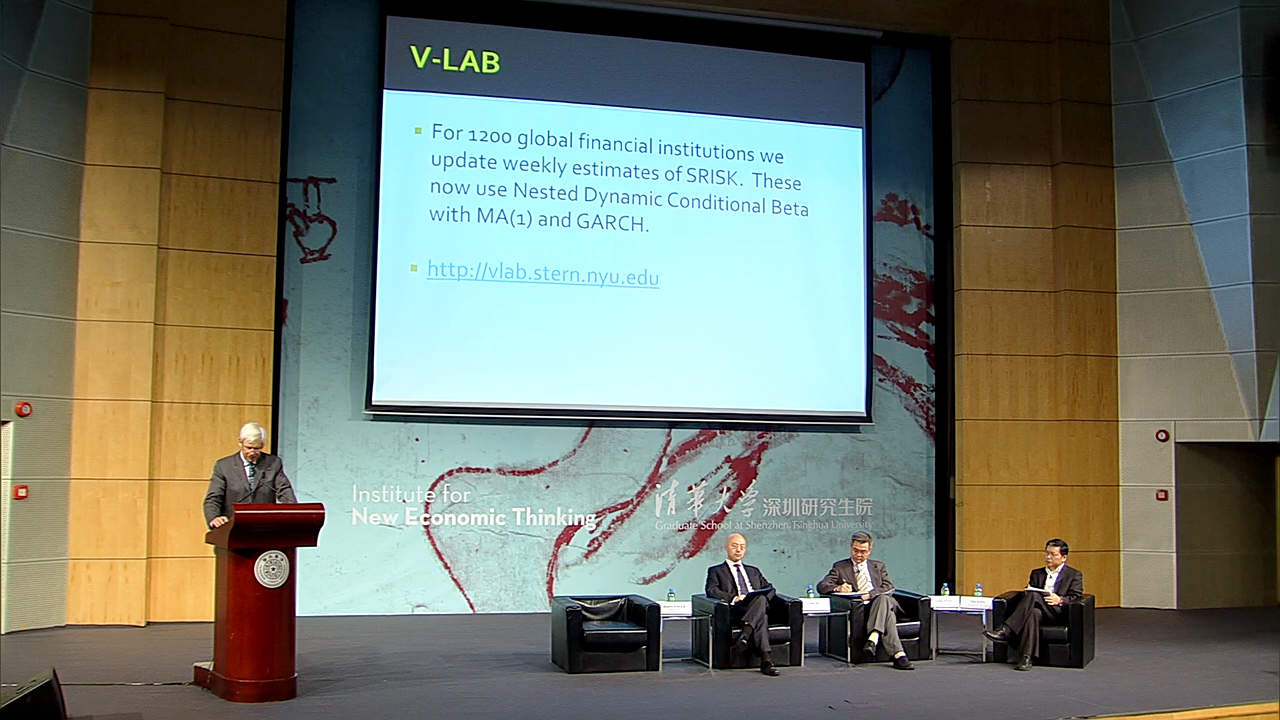 V-LAB
For 1200 global financial institutions we
update weekly estimates of SRISK. These
now use Nested Dynamic Conditional Beta
with MA(1) and GARCH.
http://vlab.stern.nyu.edu
Institute for
New Economic Thinking
清华大学 深圳研究生院
Graduate School at Shenzhen, Tsinghua University